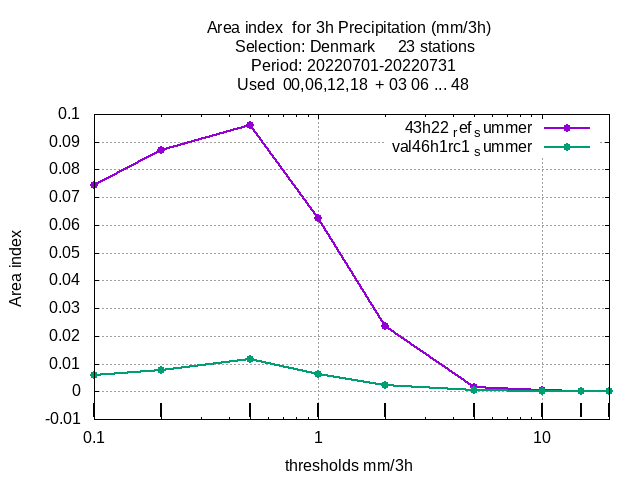 Area index  for 3h Precipitation (mm/3h)
Selection: Denmark     23 stations
Period: 20220701-20220731
Used  00,06,12,18  + 03 06 ... 48
43h22 refsummer
val46h1rc1 summer
0.1
0.09
0.08
0.07
0.06
0.05
0.04
0.03
0.02
0.01
0
-0.01
Area index
0.1
1
10
thresholds mm/3h